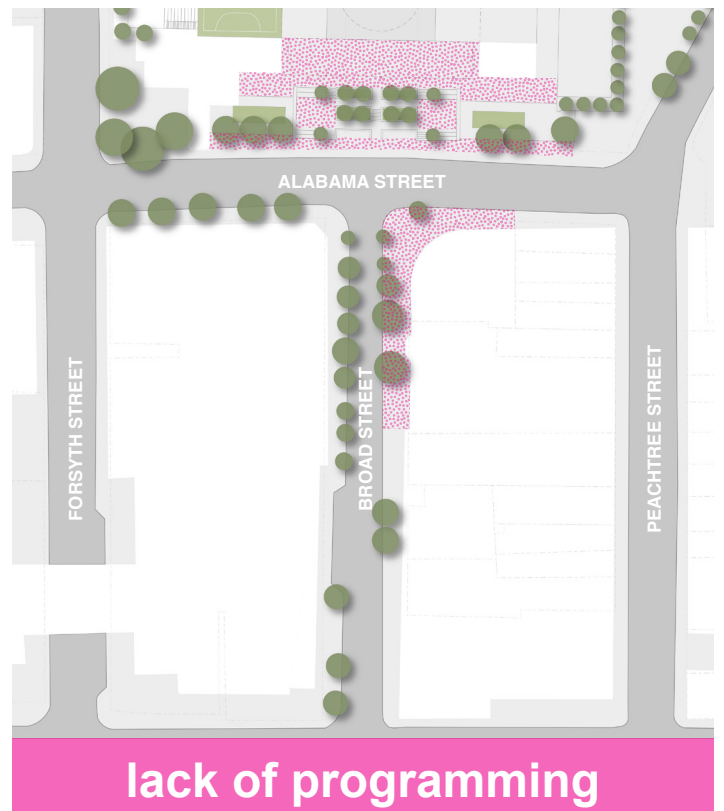 ALABAMA STREET
FORSYTH STREET
BROAD STREET
PEACHTREE STREET
lack of programming